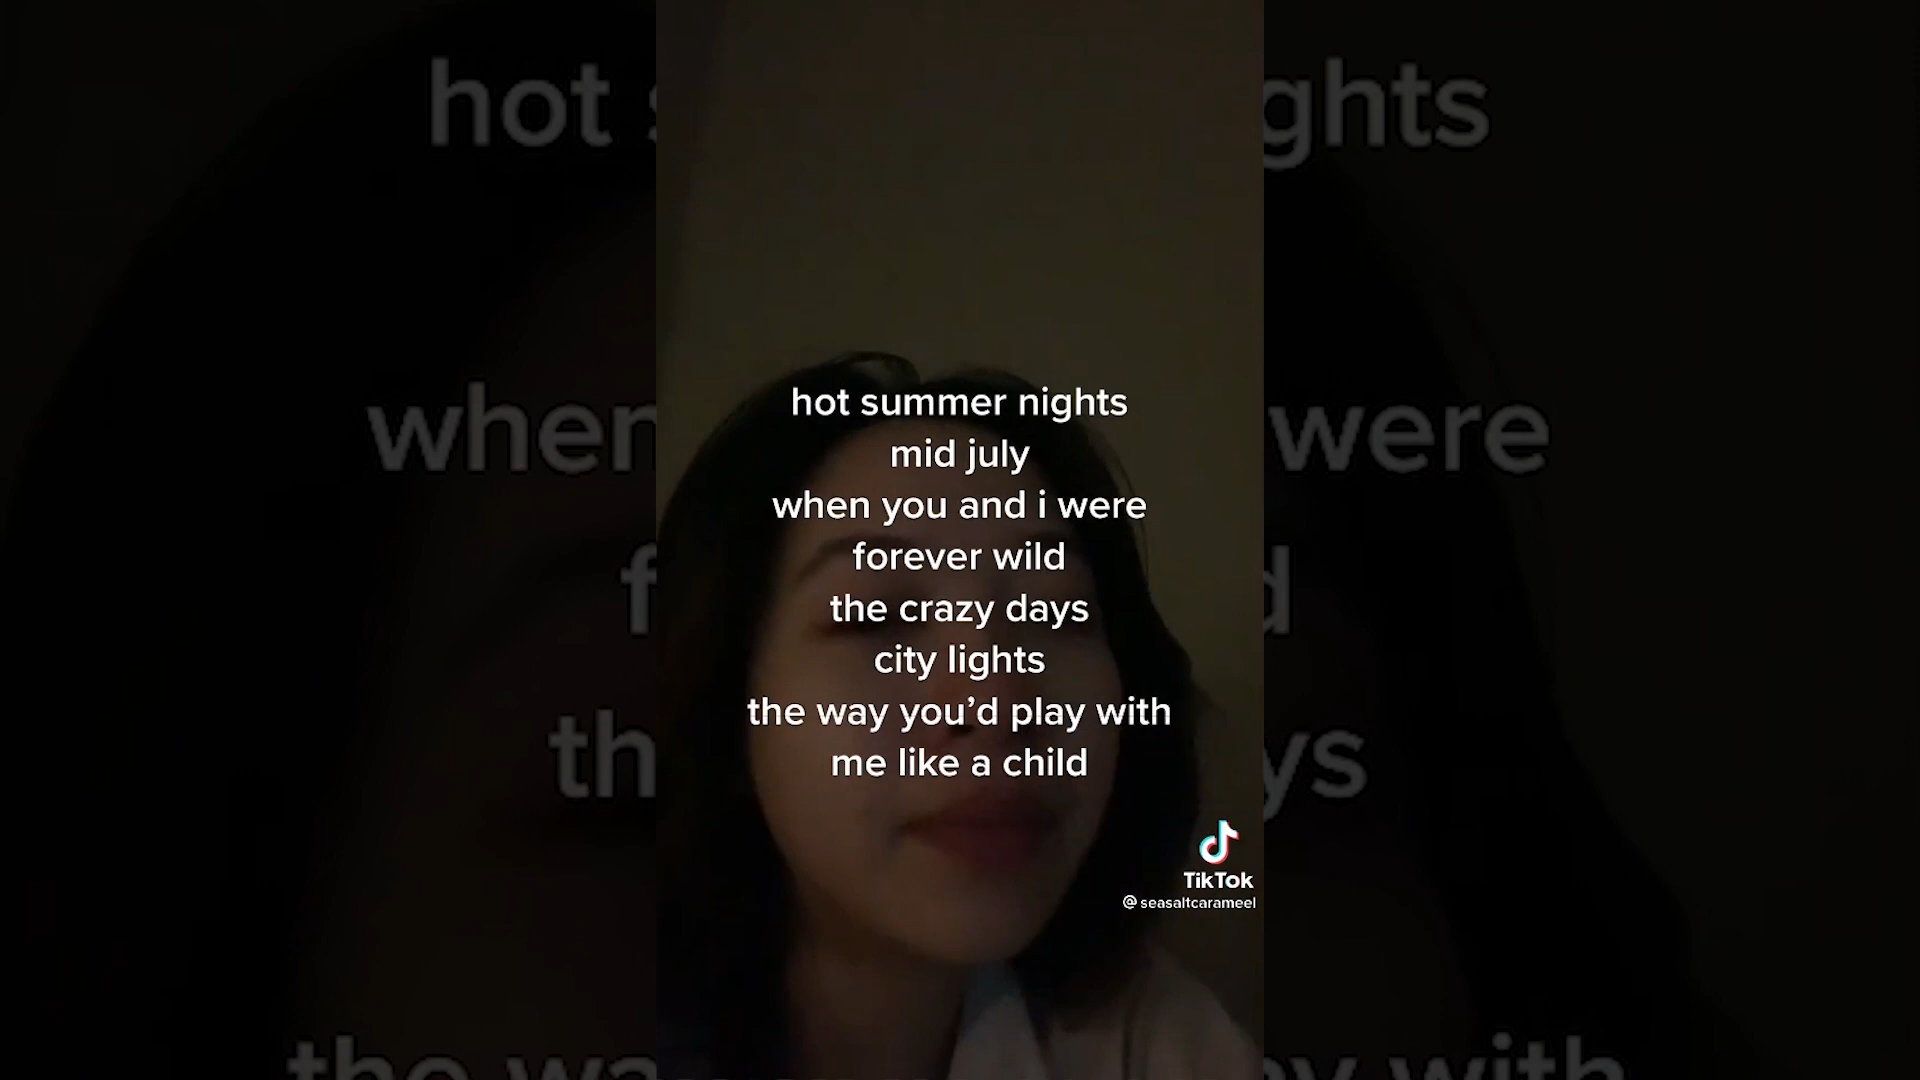 hot summer nights
mid july
when you and i were
forever wild
the crazy days
city lights
the way you’d play with
me like a child
TikTok
@seasaltcarameel